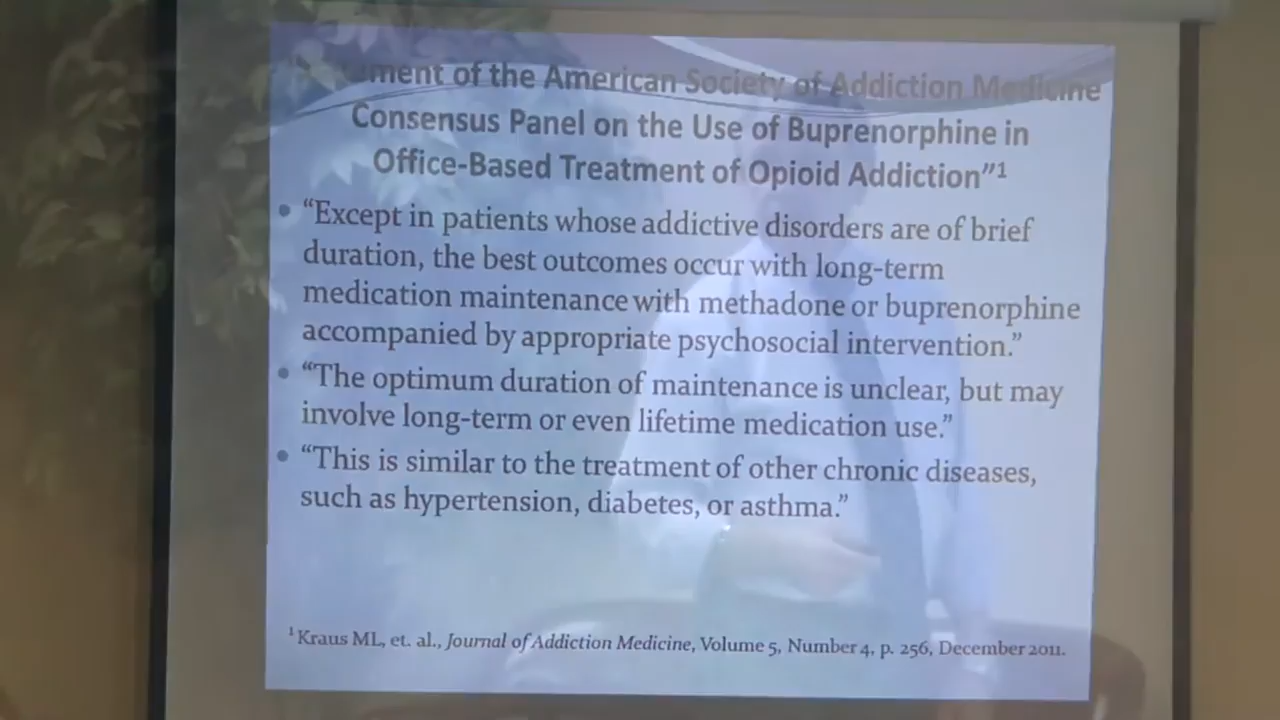 of the American Society of Addiction Medicine
Consensus Panel on the Use of Buprenorphine in
Office-Based Treatment of Opioid Addiction”1
• “Except in patients whose addictive disorders are of brief
duration, the best outcomes occur with long-term
medication maintenance with methadone or buprenorphine
accompanied by appropriate psychosocial intervention.”
• “The optimum duration of maintenance is unclear, but may
involve long-term or even lifetime medication use.”
• “This is similar to the treatment of other chronic diseases,
such as hypertension, diabetes, or asthma.”
1 Kraus ML, et. al., Journal of Addiction Medicine, Volume 5, Number 4, p. 256, December 2011.